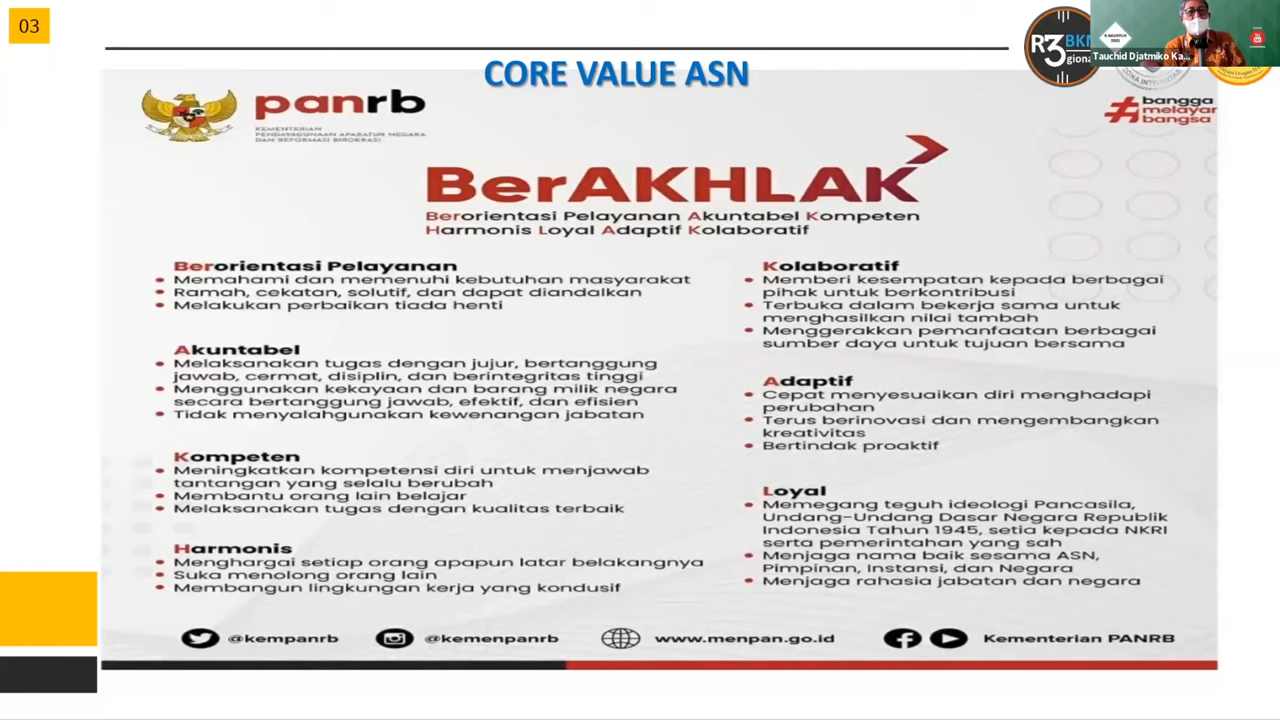 03
CORE VALUE ASN
R3 BKN
giona
5 AGUSTUS
2021
Tauchid Djatmiko Ka...
ZONA INTEGRITAS
panrb
KEMENTERIAN
PENDAYAGUNAAN APARATUR NEGARA
DAN REFORMASI BIROKRASI
#bangga
melayar
bangsa
BerAKHLAK
Berorientasi Pelayanan Akuntabel Kompeten
Harmonis Loyal Adaptif Kolaboratif
Berorientasi Pelayanan
• Memahami dan memenuhi kebutuhan masyarakat
• Ramah, cekatan, solutif, dan dapat diandalkan
• Melakukan perbaikan tiada henti
Akuntabel
• Melaksanakan tugas dengan jujur, bertanggung
jawab, cermat, disiplin, dan berintegritas tinggi
• Menggunakan kekayaan dan barang milik negara
secara bertanggung jawab, efektif, dan efisien
• Tidak menyalahgunakan kewenangan jabatan
Kompeten
• Meningkatkan kompetensi diri untuk menjawab
tantangan yang selalu berubah
• Membantu orang lain belajar
• Melaksanakan tugas dengan kualitas terbaik
Harmonis
• Menghargai setiap orang apapun latar belakangnya
• Suka menolong orang lain
• Membangun lingkungan kerja yang kondusif
Kolaboratif
• Memberi kesempatan kepada berbagai
pihak untuk berkontribusi
• Terbuka dalam bekerja sama untuk
menghasilkan nilai tambah
• Menggerakkan pemanfaatan berbagai
sumber daya untuk tujuan bersama
Adaptif
• Cepat menyesuaikan diri menghadapi
perubahan
• Terus berinovasi dan mengembangkan
kreativitas
• Bertindak proaktif
Loyal
• Memegang teguh ideologi Pancasila,
Undang-Undang Dasar Negara Republik
Indonesia Tahun 1945, setia kepada NKRI
serta pemerintahan yang sah
• Menjaga nama baik sesama ASN,
Pimpinan, Instansi, dan Negara
• Menjaga rahasia jabatan dan negara
@kempanrb
@kemenpanrb
www.menpan.go.id
Kementerian PANRB